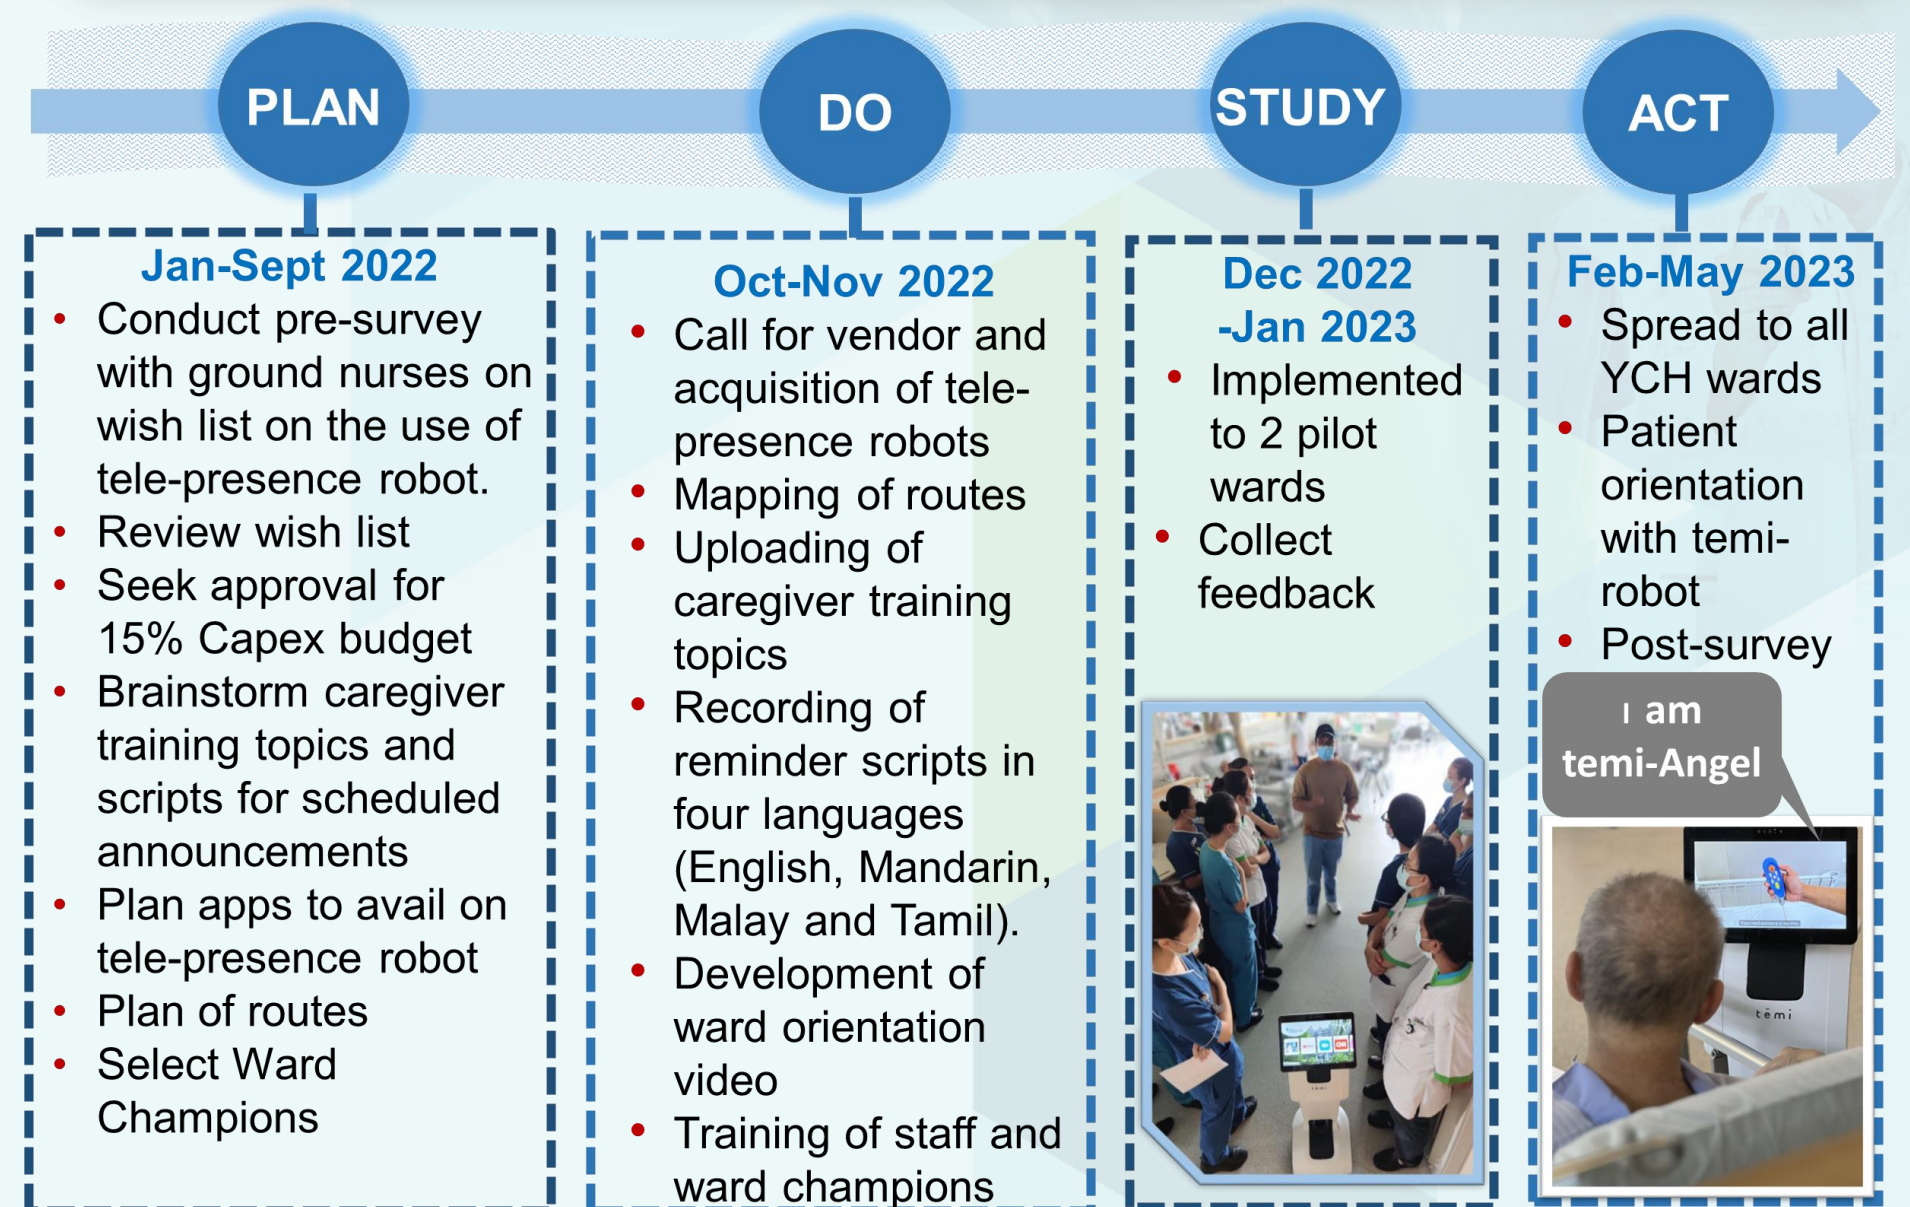 PLAN
DO
STUDY
ACT
Jan-Sept 2022
• Conduct pre-survey
with ground nurses on
wish list on the use of
tele-presence robot.
• Review wish list
• Seek approval for
15% Capex budget
• Brainstorm caregiver
training topics and
scripts for scheduled
announcements
• Plan apps to avail on
tele-presence robot
• Plan of routes
• Select Ward
Champions
Oct-Nov 2022
• Call for vendor and
acquisition of tele-
presence robots
• Mapping of routes
• Uploading of
caregiver training
topics
• Recording of
reminder scripts in
four languages
(English, Mandarin,
Malay and Tamil).
• Development of
ward orientation
video
• Training of staff and
ward champions
Dec 2022
-Jan 2023
• Implemented
to 2 pilot
wards
• Collect
feedback
temi
Feb-May 2023
• Spread to all
YCH wards
• Patient
orientation
with temi-
robot
• Post-survey
I am
temi-Angel
temi